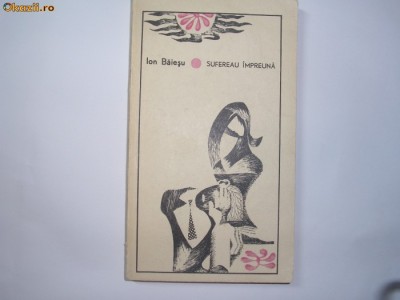 Okazii.ro
Ion Băieşu SUFEREAU ÎMPREUNĂ